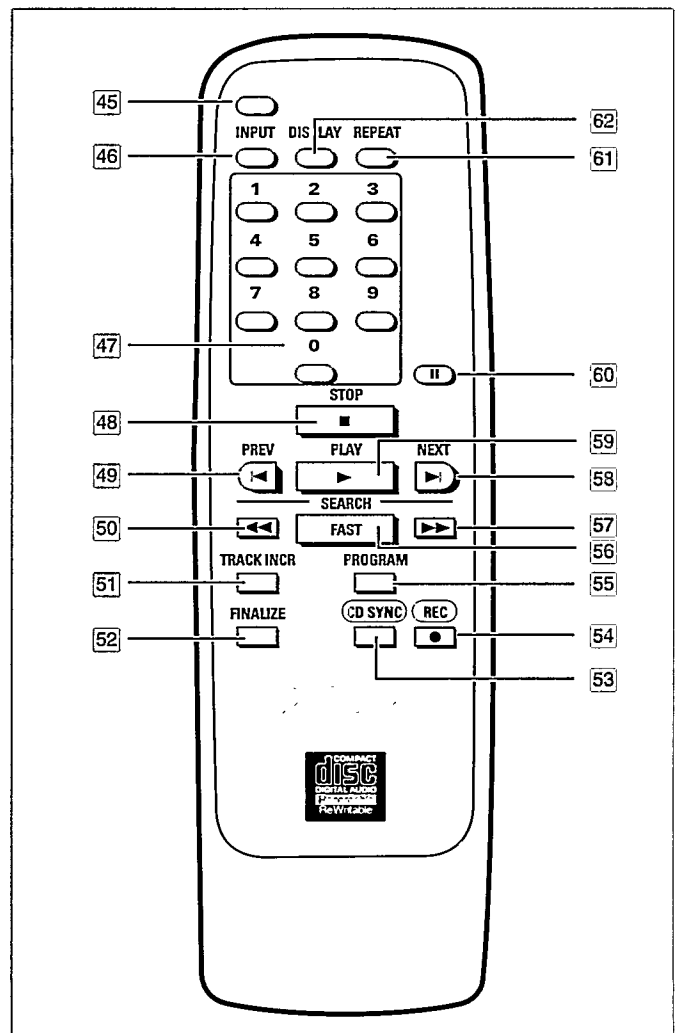 45
INPUT DISPLAY REPEAT 62
46 61
1 2 3
4 5 6
7 8 9
47 0
60
STOP
48
PREV PLAY NEXT 59
49 58
SEARCH
50 FAST 57
56
TRACK INCR PROGRAM
51 55
FINALIZE CD SYNC REC
52 54
53
COMPACT
disc
DIGITAL AUDIO
Recordable
ReWritable